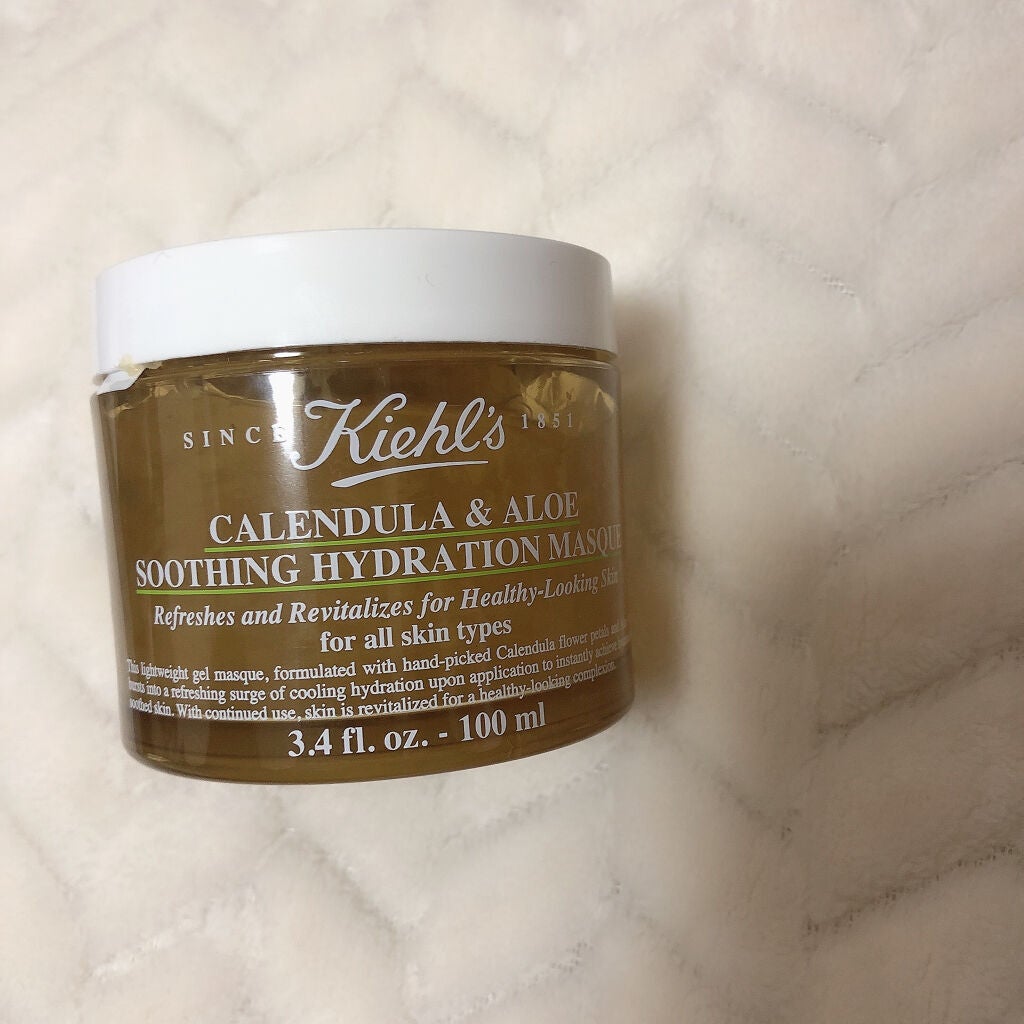 SINCE Kiehl's 1851
CALENDULA & ALOE
SOOTHING HYDRATION MASQUE
Refreshes and Revitalizes for Healthy-Looking Skin
for all skin types
This lightweight gel masque, formulated with hand-picked Calendula flower petals and
bursts into a refreshing surge of cooling hydration upon application to instantly achieve
soothed skin. With continued use, skin is revitalized for a healthy-looking complexion.
3.4 fl. oz. - 100 ml